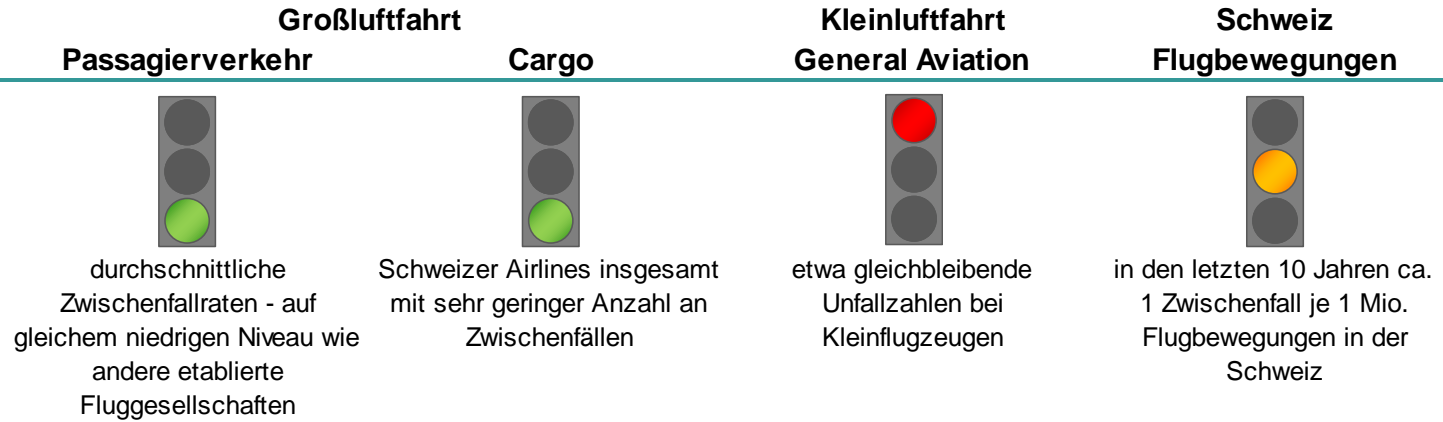 Großluftfahrt
Passagierverkehr
Cargo
Kleinluftfahrt
General Aviation
Schweiz
Flugbewegungen
durchschnittliche
Zwischenfallraten - auf
gleichem niedrigen Niveau wie
andere etablierte
Fluggesellschaften
Schweizer Airlines insgesamt
mit sehr geringer Anzahl an
Zwischenfällen
etwa gleichbleibende
Unfallzahlen bei
Kleinflugzeugen
in den letzten 10 Jahren ca.
1 Zwischenfall je 1 Mio.
Flugbewegungen in der
Schweiz